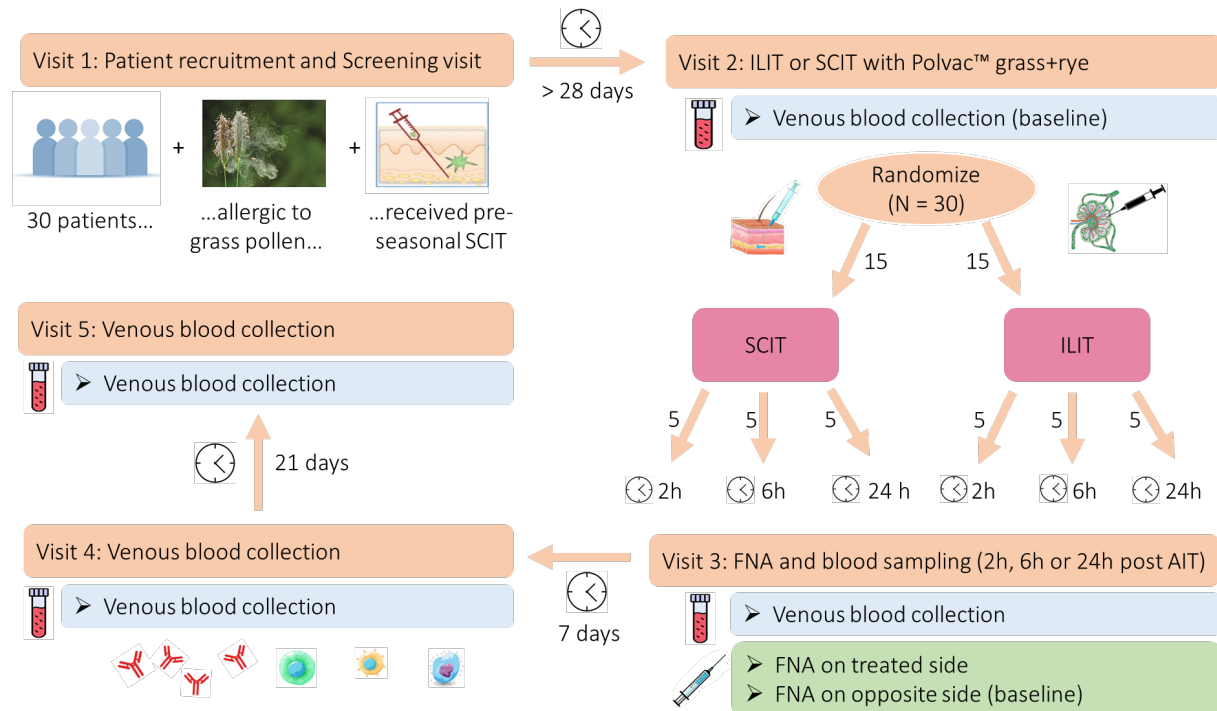 Visit 1: Patient recruitment and Screening visit
> 28 days
30 patients...
+
...allergic to
grass pollen...
+
...received pre-
seasonal SCIT
Visit 2: ILIT or SCIT with Polvac™ grass+rye
➢ Venous blood collection (baseline)
Randomize
(N = 30)
15
15
SCIT
ILIT
5
5
5
5
5
5
2h
6h
24 h
2h
6h
24h
Visit 3: FNA and blood sampling (2h, 6h or 24h post AIT)
➢ Venous blood collection
➢ FNA on treated side
➢ FNA on opposite side (baseline)
7 days
Visit 4: Venous blood collection
➢ Venous blood collection
21 days
Visit 5: Venous blood collection
➢ Venous blood collection